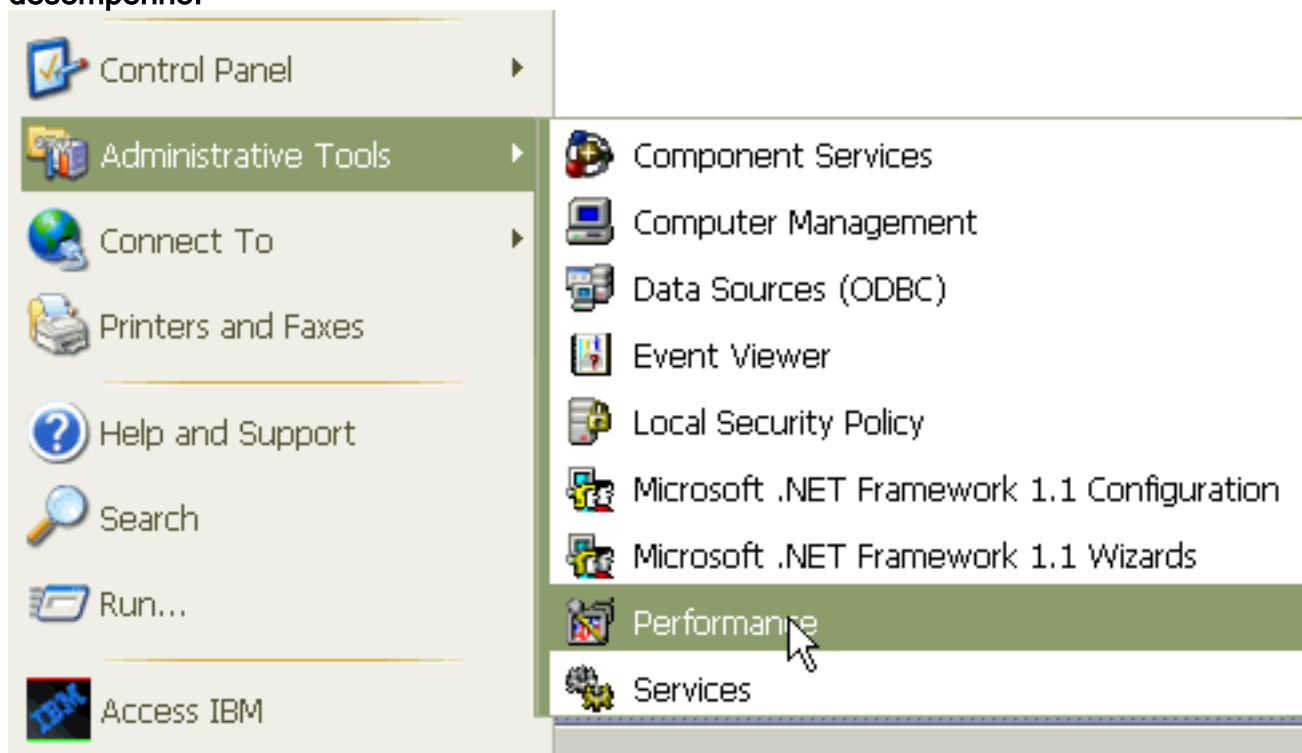 desempenho.
Control Panel
Administrative Tools
Connect To
Printers and Faxes
Help and Support
Search
Run...
Access IBM
Component Services
Computer Management
Data Sources (ODBC)
Event Viewer
Local Security Policy
Microsoft .NET Framework 1.1 Configuration
Microsoft .NET Framework 1.1 Wizards
Performance
Services
IBM